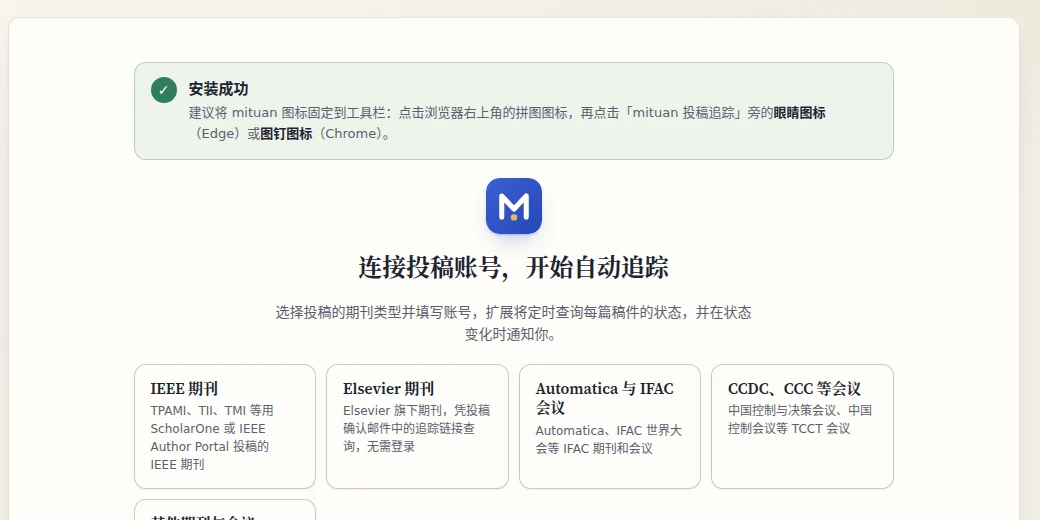 安装成功
建议将 mituan 图标固定到工具栏：点击浏览器右上角的拼图图标，再点击「mituan 投稿追踪」旁的眼睛图标
（Edge）或图钉图标（Chrome）。
M
连接投稿账号，开始自动追踪
选择投稿的期刊类型并填写账号，扩展将定时查询每篇稿件的状态，并在状态
变化时通知你。
IEEE 期刊
TPAMI、TII、TMI 等用
ScholarOne 或 IEEE
Author Portal 投稿的
IEEE 期刊
Elsevier 期刊
Elsevier 旗下期刊，凭投稿
确认邮件中的追踪链接查
询，无需登录
Automatica 与 IFAC
会议
Automatica、IFAC 世界大
会等 IFAC 期刊和会议
CCDC、CCC 等会议
中国控制与决策会议、中国
控制会议等 TCCT 会议
其他期刊与会议